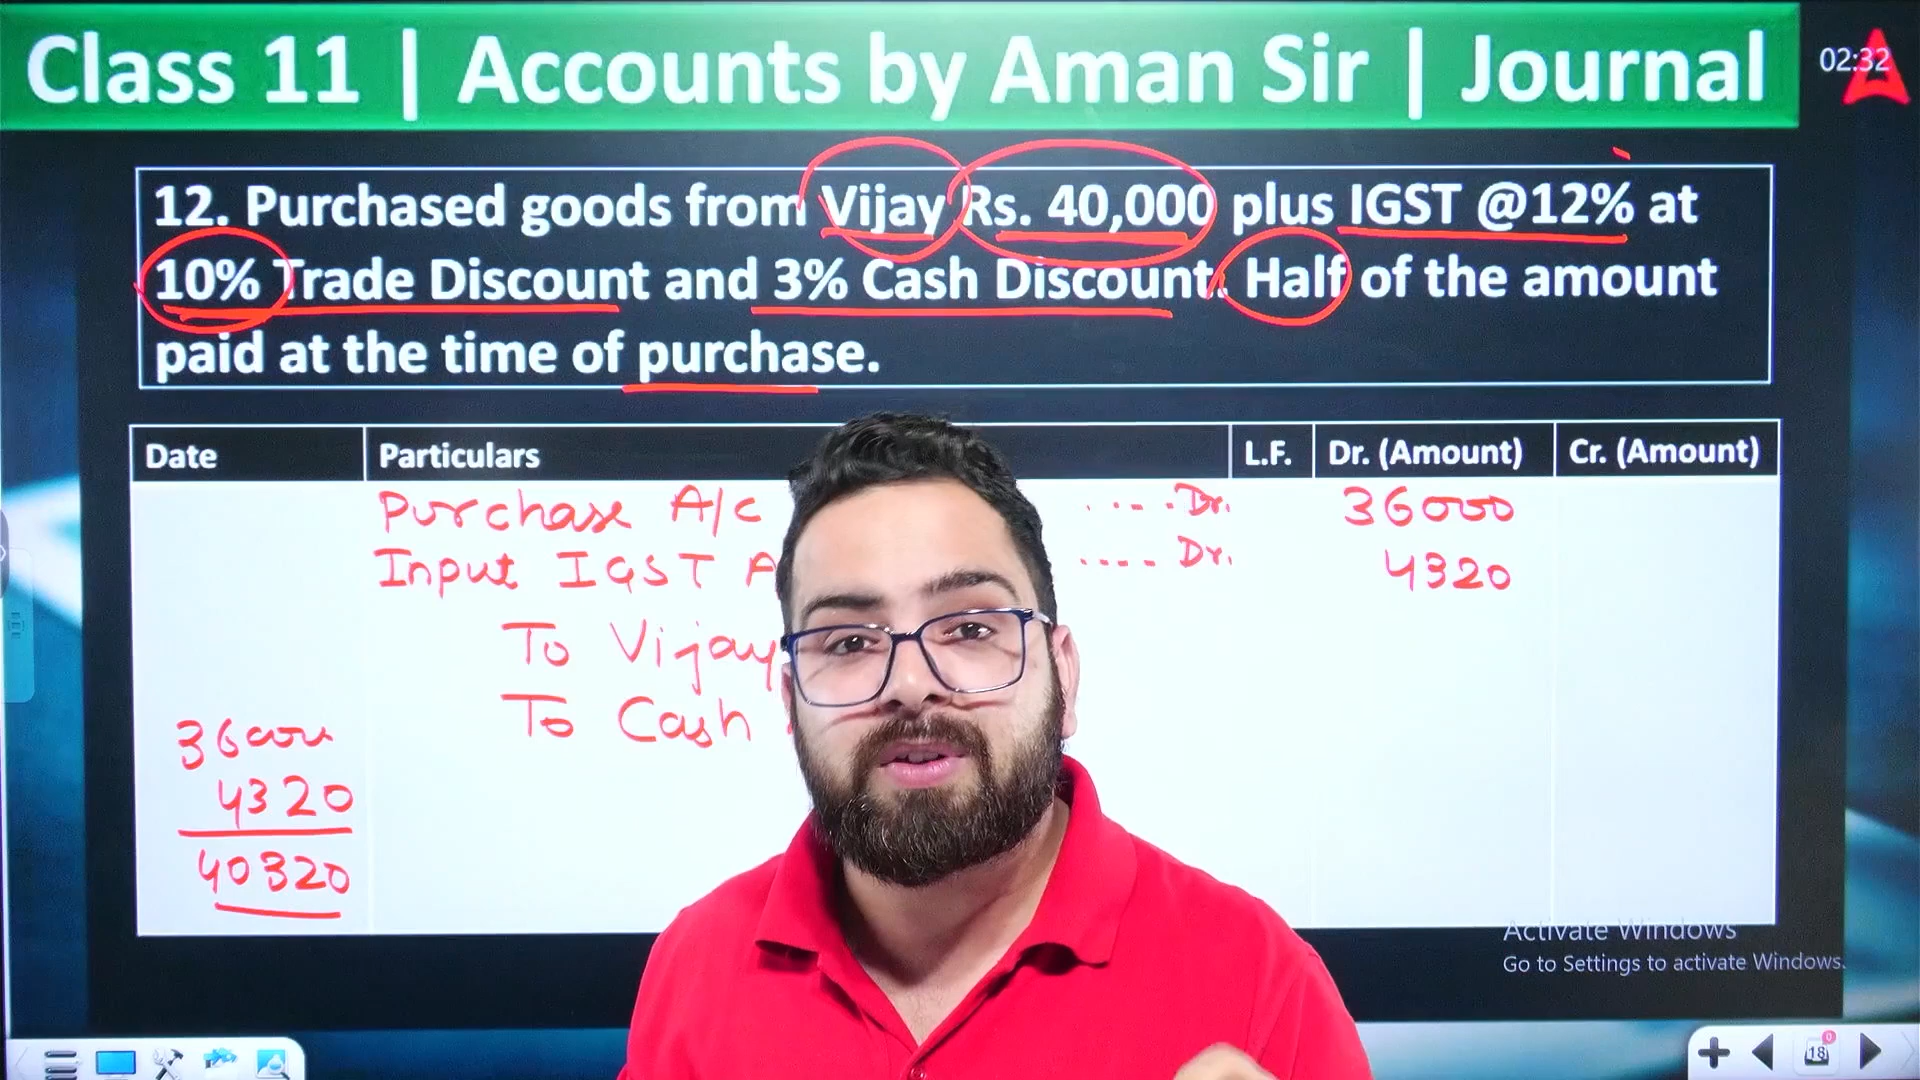 Class 11 | Accounts by Aman Sir | Journal
02:32
12. Purchased goods from Vijay Rs. 40,000 plus IGST @12% at
10% Trade Discount and 3% Cash Discount. Half of the amount
paid at the time of purchase.
Date Particulars L.F. Dr. (Amount) Cr. (Amount)
Purchase A/c ....Dr. 36000
Input IGST A ....Dr. 4320
To Vijay
To Cash
36000
4320
40320
Activate Windows
Go to Settings to activate Windows.
18
0